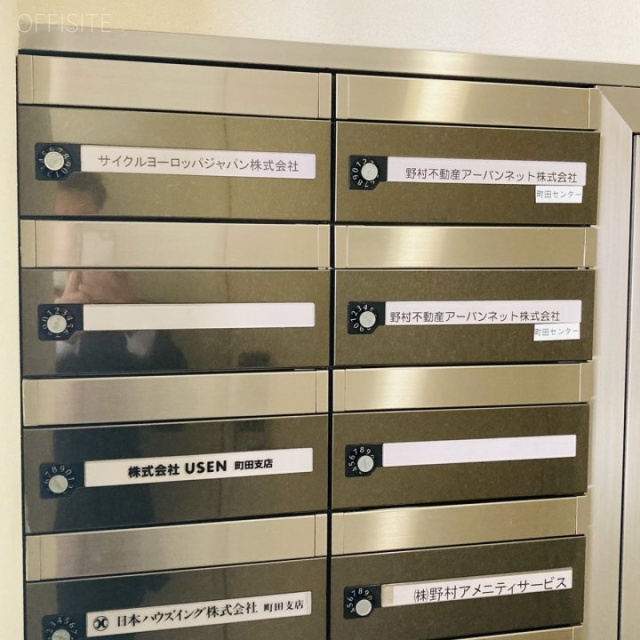 OFFISITE
サイクルヨーロッパジャパン株式会社
野村不動産アーバンネット株式会社
町田センター
野村不動産アーバンネット株式会社
町田センター
株式会社 USEN 町田支店
日本ハウズイング株式会社 町田支店
㈱野村アメニティサービス